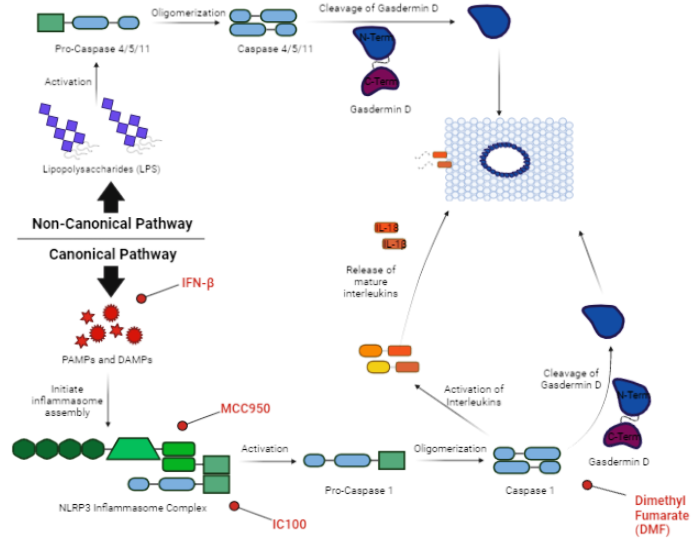 Oligomerization
Cleavage of Gasdermin D
Pro-Caspase 4/5/11
Caspase 4/5/11
N-Term
C-Term
Gasdermin D
Activation
Lipopolysaccharides (LPS)
Non-Canonical Pathway
Canonical Pathway
IFN-β
IL-18
IL-1β
Release of
mature
interleukins
PAMPs and DAMPs
Initiate
inflammasome
assembly
Cleavage of
Gasdermin D
Activation of
Interleukins
N-Term
C-Term
Gasdermin D
MCC950
Activation
Oligomerization
Pro-Caspase 1
Caspase 1
NLRP3 Inflammasome Complex
IC100
Dimethyl
Fumarate
(DMF)